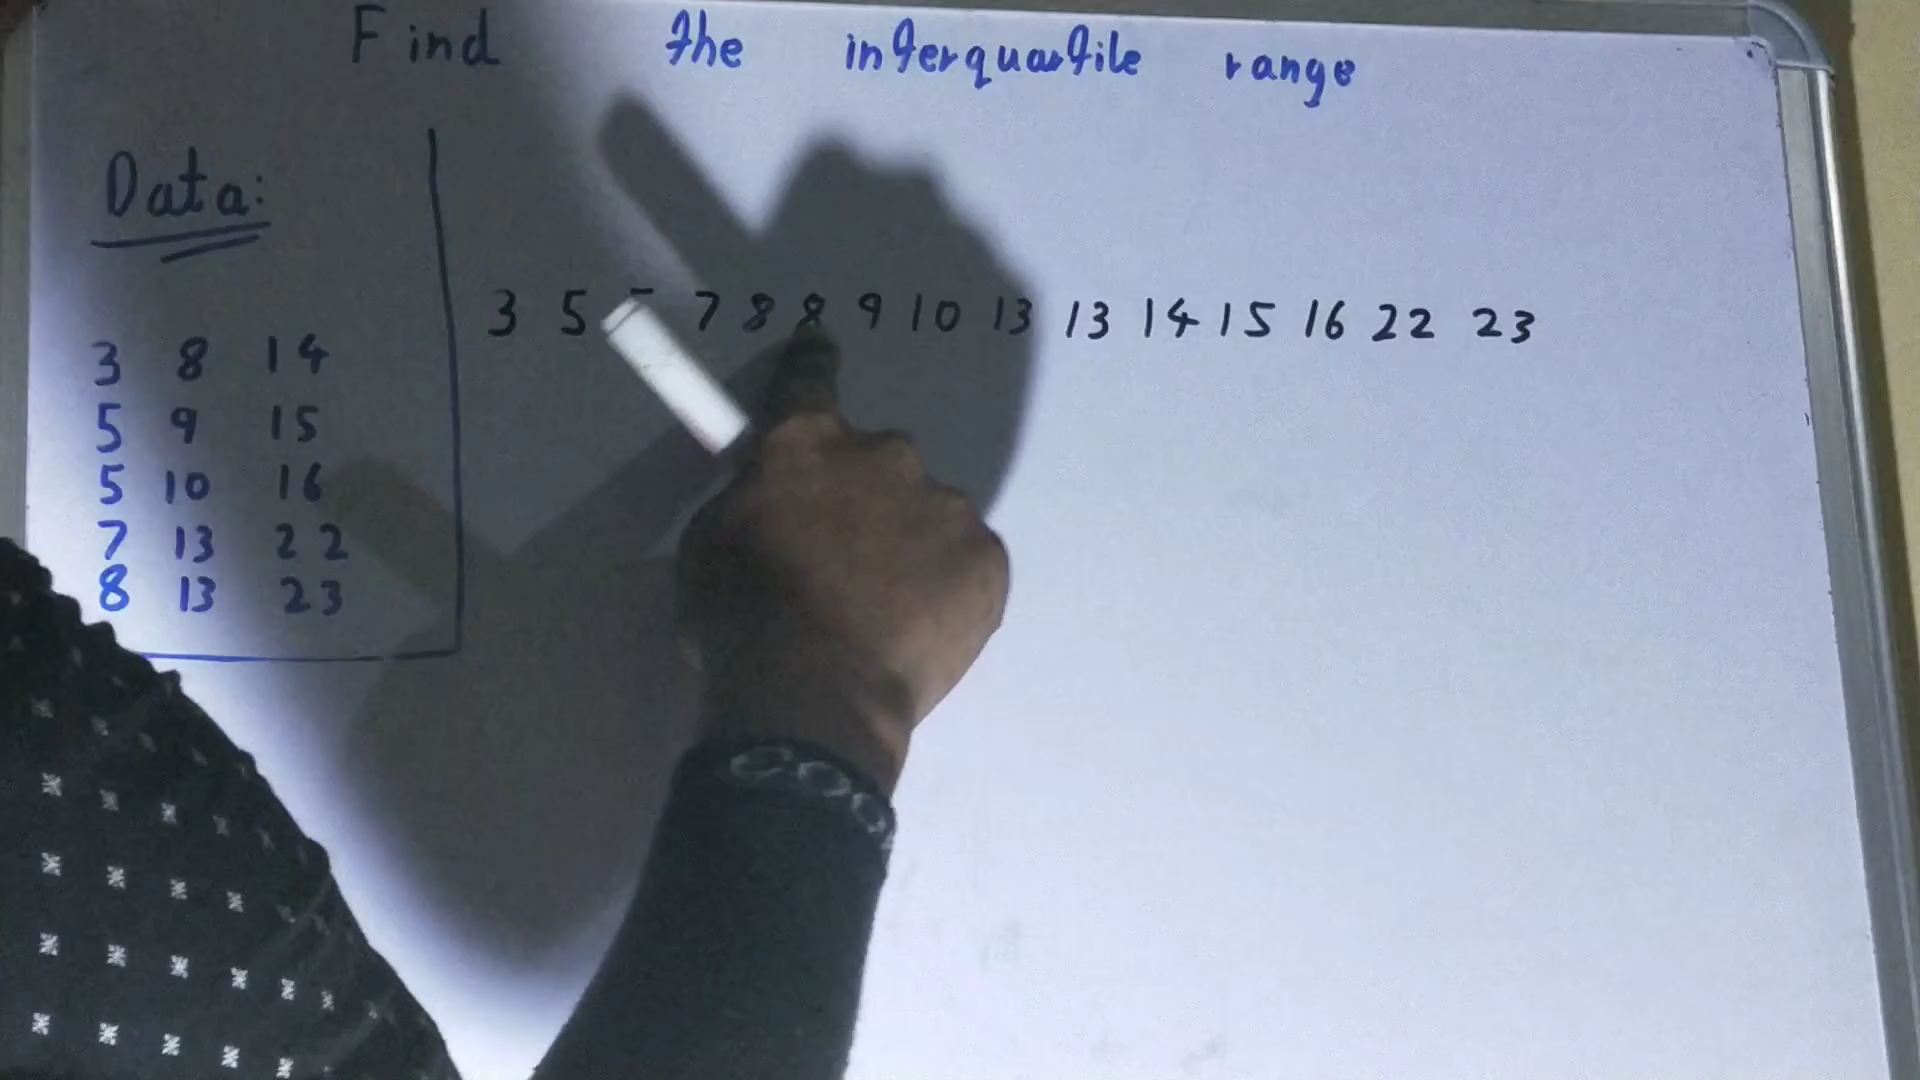 Find the interquartile range
Data:
3 8 14
5 9 15
5 10 16
7 13 22
8 13 23
3 5 7 8 8 9 10 13 13 14 15 16 22 23